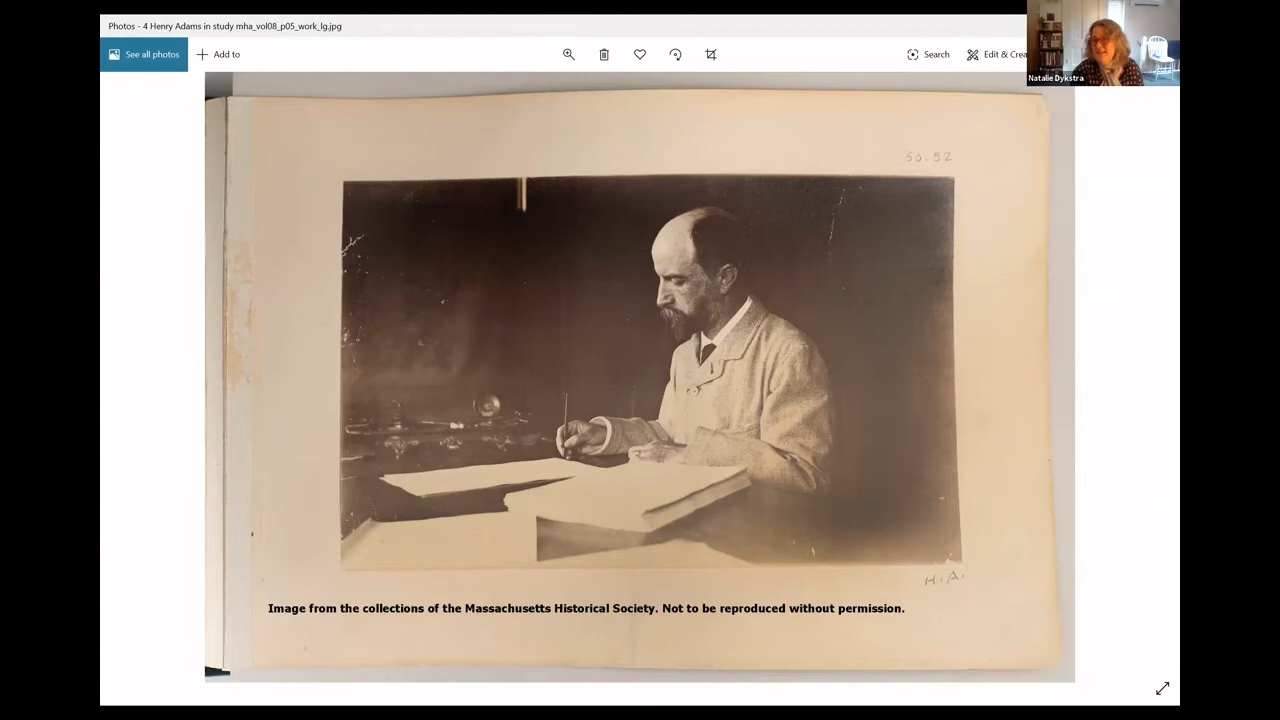 Photos - 4 Henry Adams in study mha_vol08_p05_work_lg.jpg
See all photos
Add to
Search
Edit & Crea
Natalie Dykstra
50.52
H.A.
Image from the collections of the Massachusetts Historical Society. Not to be reproduced without permission.